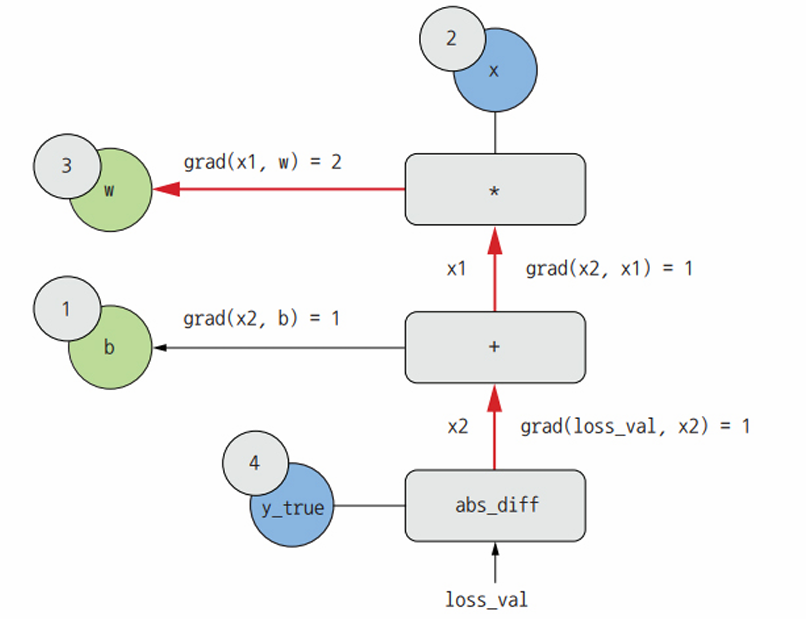 2
x
3
w
grad(x1, w) = 2
*
x1
grad(x2, x1) = 1
1
b
grad(x2, b) = 1
+
x2
grad(loss_val, x2) = 1
4
y_true
abs_diff
loss_val